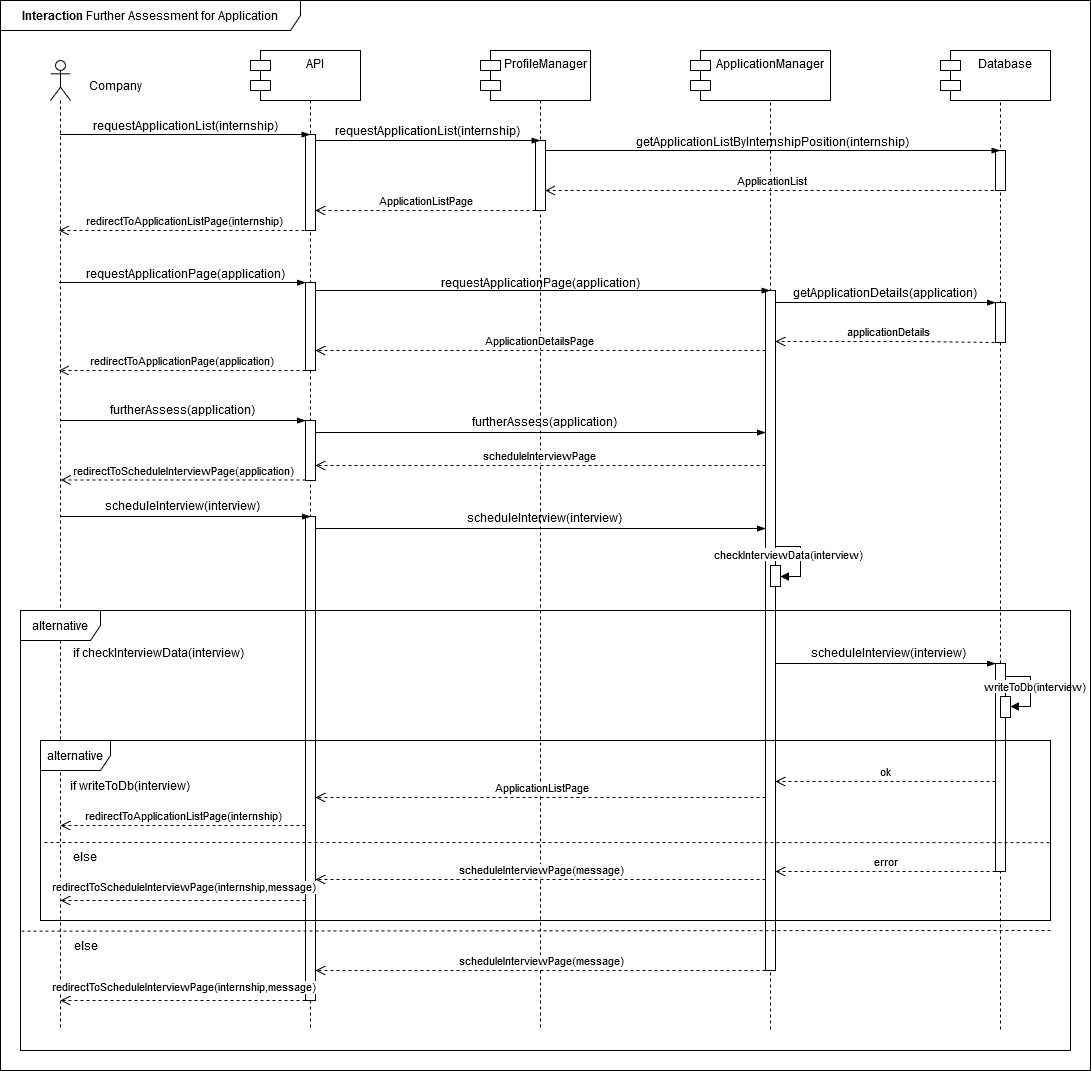 Interaction Further Assessment for Application
Company
API
ProfileManager
ApplicationManager
Database
requestApplicationList(internship)
requestApplicationList(internship)
getApplicationListByInternshipPosition(internship)
ApplicationList
ApplicationListPage
redirectToApplicationListPage(internship)
requestApplicationPage(application)
requestApplicationPage(application)
getApplicationDetails(application)
applicationDetails
ApplicationDetailsPage
redirectToApplicationPage(application)
furtherAssess(application)
furtherAssess(application)
scheduleInterviewPage
redirectToScheduleInterviewPage(application)
scheduleInterview(interview)
scheduleInterview(interview)
checkInterviewData(interview)
alternative
if checkInterviewData(interview)
scheduleInterview(interview)
writeToDb(interview)
alternative
ok
if writeToDb(interview)
ApplicationListPage
redirectToApplicationListPage(internship)
else
error
scheduleInterviewPage(message)
redirectToScheduleInterviewPage(internship,message)
else
scheduleInterviewPage(message)
redirectToScheduleInterviewPage(internship,message)